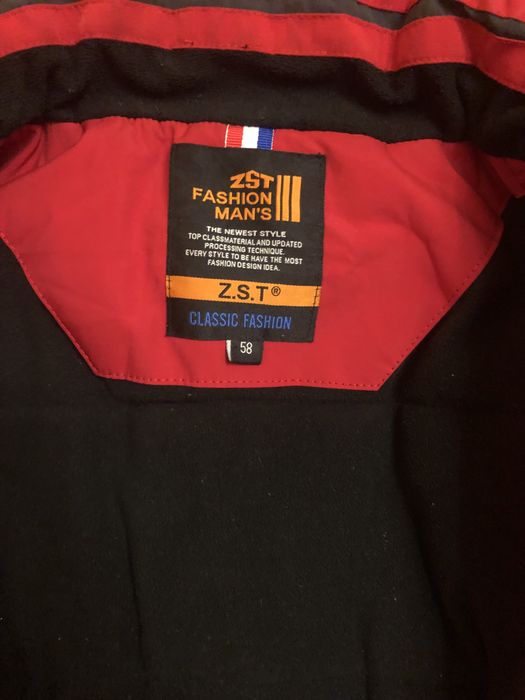 ZST
FASHION
MAN'S
THE NEWEST STYLE
TOP CLASSMATERIAL AND UPDATED
PROCESSING TECHNIQUE.
EVERY STYLE TO BE HAVE THE MOST
FASHION DESIGN IDEA.
Z.S.T®
CLASSIC FASHION
58